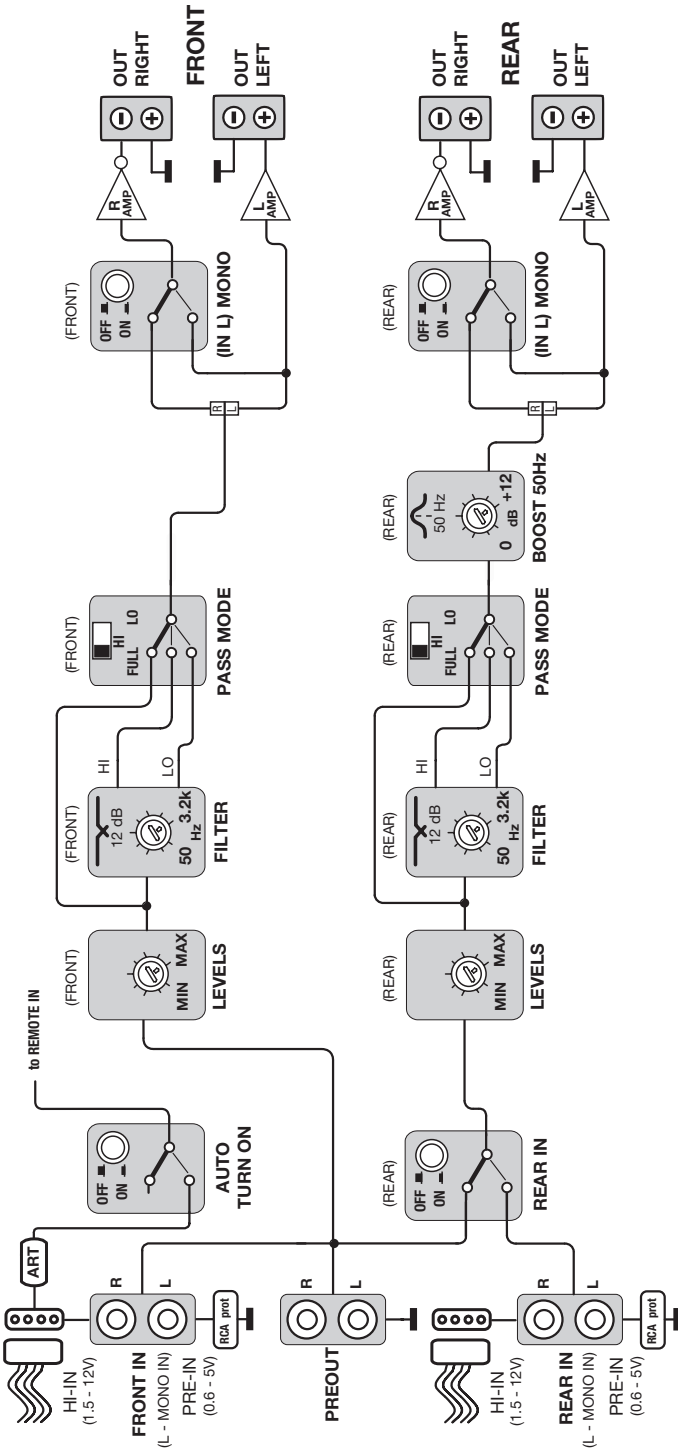 HI-IN
(1.5 - 12V)
FRONT IN
(L - MONO IN)
PRE-IN
(0.6 - 5V)
R
L
RCA prot
ART
OFF
ON
AUTO
TURN ON
to REMOTE IN
PREOUT
R
L
(FRONT)
MIN MAX
LEVELS
(FRONT)
12 dB
50 Hz 3.2k
FILTER
HI
LO
(FRONT)
FULL HI LO
PASS MODE
R
L
(FRONT)
OFF
ON
(IN L) MONO
R
AMP
L
AMP
OUT
RIGHT
FRONT
OUT
LEFT
HI-IN
(1.5 - 12V)
REAR IN
(L - MONO IN)
PRE-IN
(0.6 - 5V)
R
L
RCA prot
(REAR)
OFF
ON
REAR IN
(REAR)
MIN MAX
LEVELS
(REAR)
12 dB
50 Hz 3.2k
FILTER
HI
LO
(REAR)
FULL HI LO
PASS MODE
(REAR)
50 Hz
0 dB +12
BOOST 50Hz
R
L
(REAR)
OFF
ON
(IN L) MONO
R
AMP
L
AMP
OUT
RIGHT
REAR
OUT
LEFT